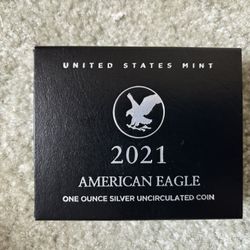 UNITED STATES MINT
2021
AMERICAN EAGLE
ONE OUNCE SILVER UNCIRCULATED COIN